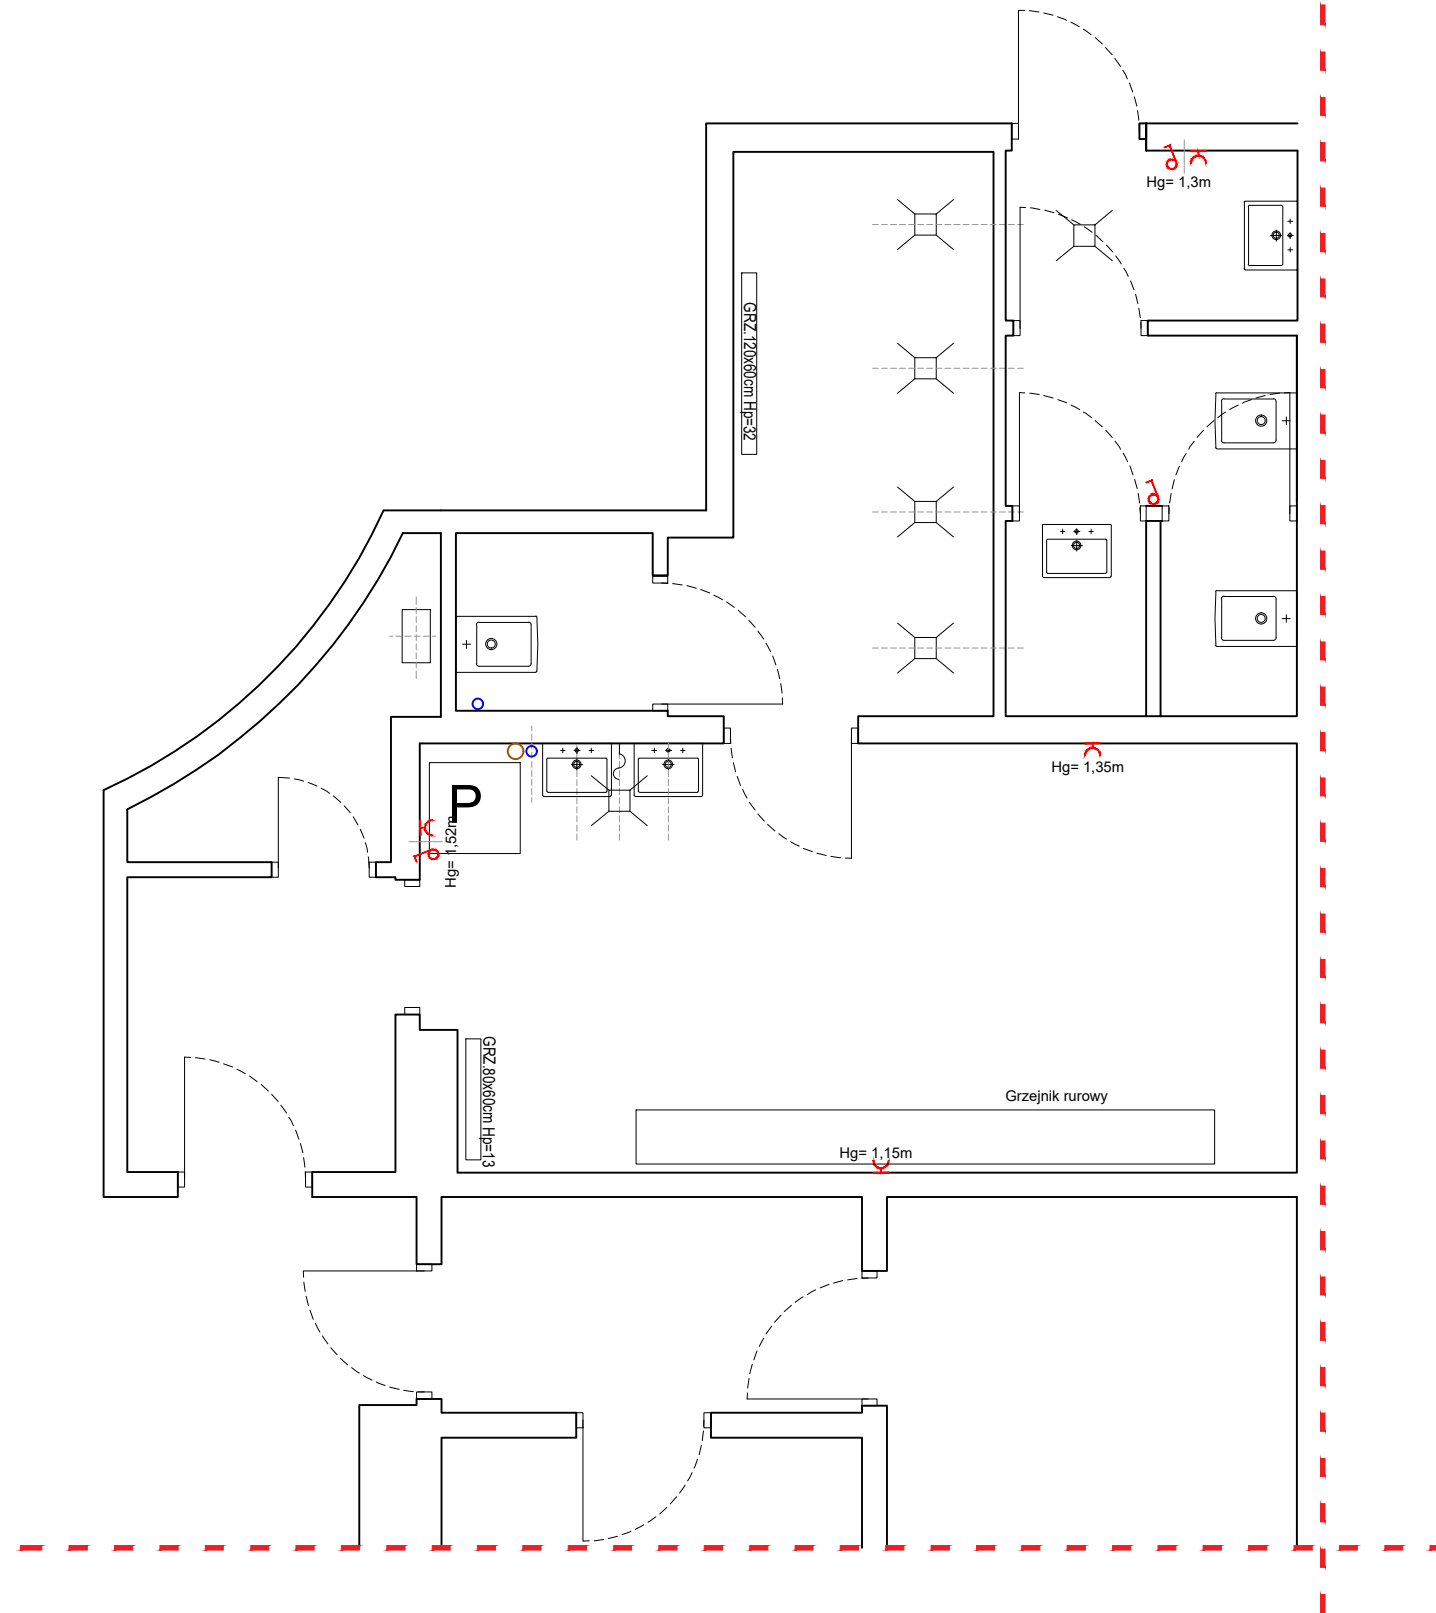 Hg= 1,3m
GRZ.120x60cm Hp=32
Hg= 1,35m
P
Hg= 1,52m
GRZ.80x60cm Hp=13
Grzejnik rurowy
Hg= 1,15m